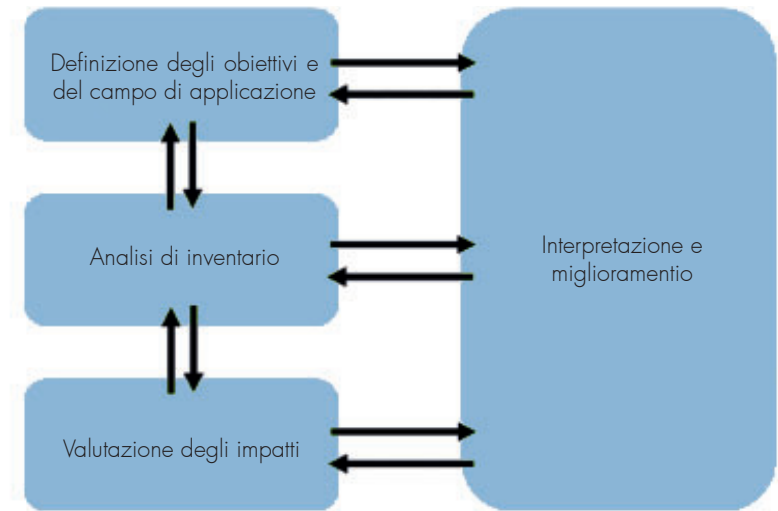 Definizione degli obiettivi e
del campo di applicazione
Analisi di inventario
Valutazione degli impatti
Interpretazione e
miglioramentio